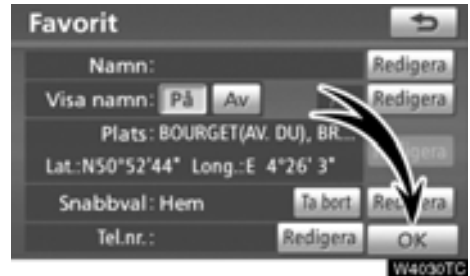 Favorit
Namn: Redigera
Visa namn: På Av Redigera
Plats: BOURGET(AV. DU), BR...
Lat.:N50°52'44" Long.:E 4°26' 3"
Snabbval: Hem Ta bort Redigera
Tel.nr.: Redigera OK
W4030TC